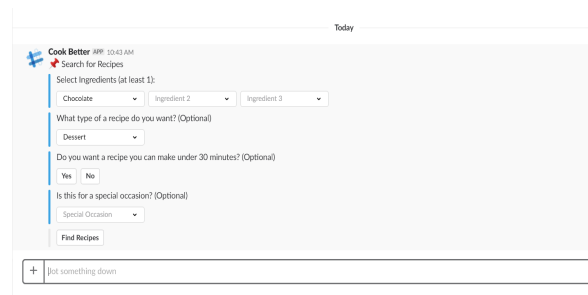 Today
Cook Better APP 10:43 AM
📌 Search for Recipes
Select Ingredients (at least 1):
Chocolate Ingredient 2 Ingredient 3
What type of a recipe do you want? (Optional)
Dessert
Do you want a recipe you can make under 30 minutes? (Optional)
Yes No
Is this for a special occasion? (Optional)
Special Occasion
Find Recipes
+ Jot something down